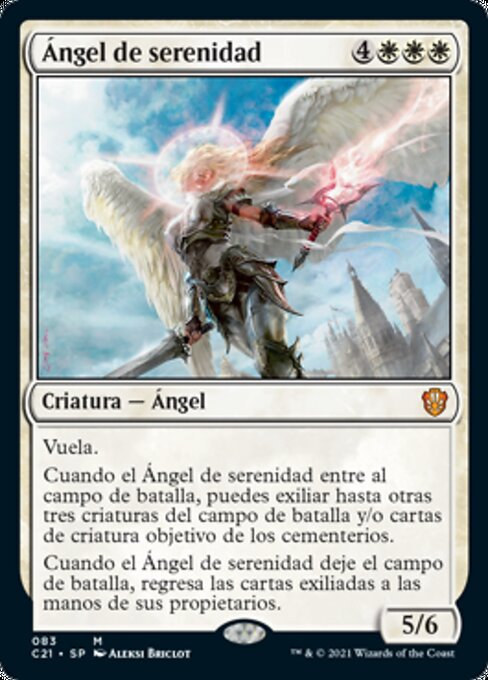 Ángel de serenidad 4
Criatura — Ángel
Vuela.
Cuando el Ángel de serenidad entre al
campo de batalla, puedes exiliar hasta otras
tres criaturas del campo de batalla y/o cartas
de criatura objetivo de los cementerios.
Cuando el Ángel de serenidad deje el campo
de batalla, regresa las cartas exiliadas a las
manos de sus propietarios.
5/6
083 M
C21 • SP ALEKSI BRICLOT
™ & © 2021 Wizards of the Coast